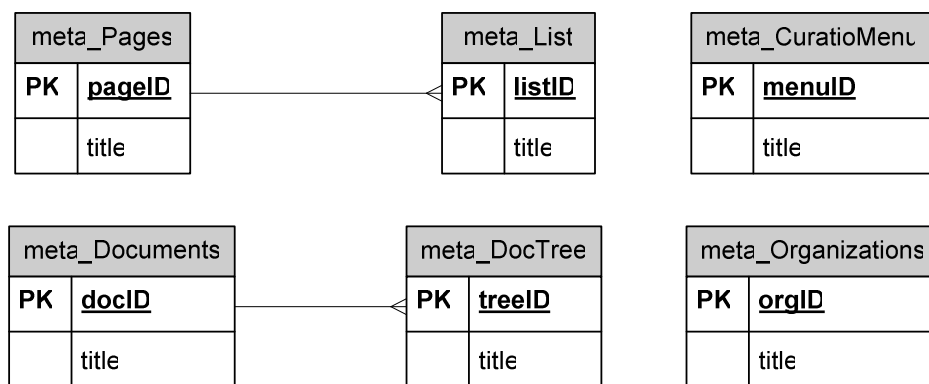 meta_Pages
PK pageID
title
meta_List
PK listID
title
meta_CuratioMenu
PK menuID
title
meta_Documents
PK docID
title
meta_DocTree
PK treeID
title
meta_Organizations
PK orgID
title